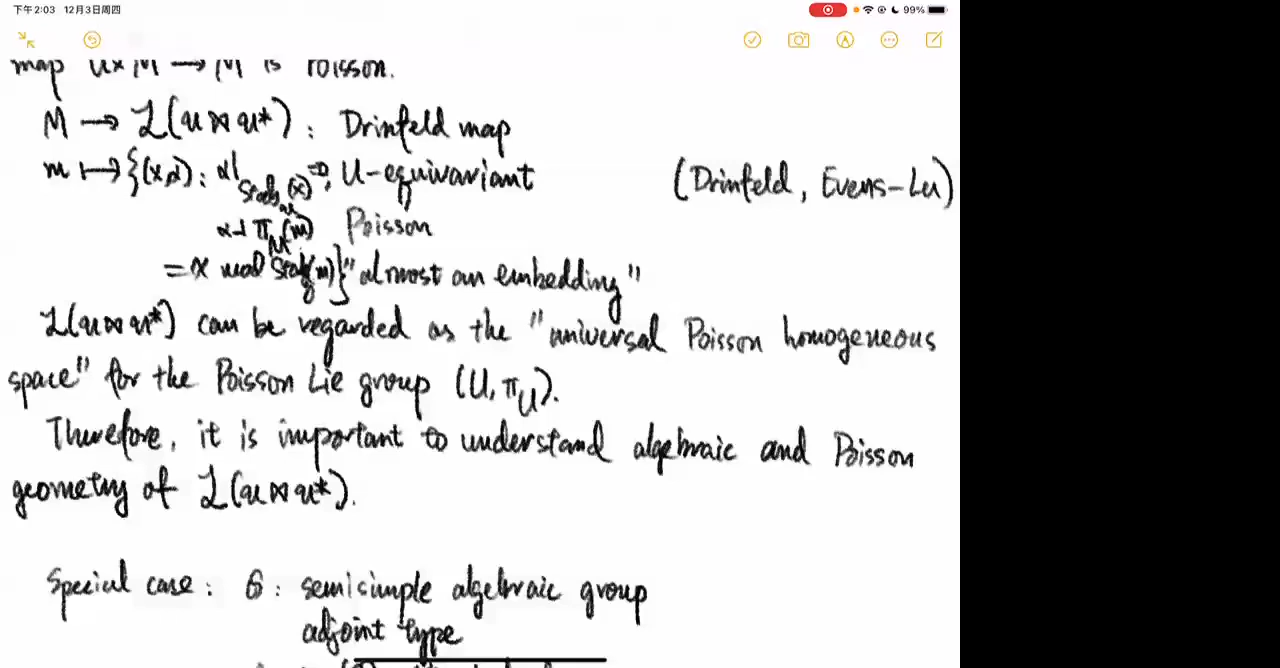 下午2:03 12月3日周四
99%
map U×M → M is Poisson.
M → L(u⋈u*) : Drinfeld map
m ↦ {(x,α) : α|Stab_u(x) =0, U-equivariant (Drinfeld, Evens-Lu)
α⌟π_M(m) Poisson
= x mod Stab(m)} "almost an embedding"
L(u⋈u*) can be regarded as the "universal Poisson homogeneous
space" for the Poisson Lie group (U, π_U).
Therefore, it is important to understand algebraic and Poisson
geometry of L(u⋈u*).
Special case : G : semisimple algebraic group
adjoint type